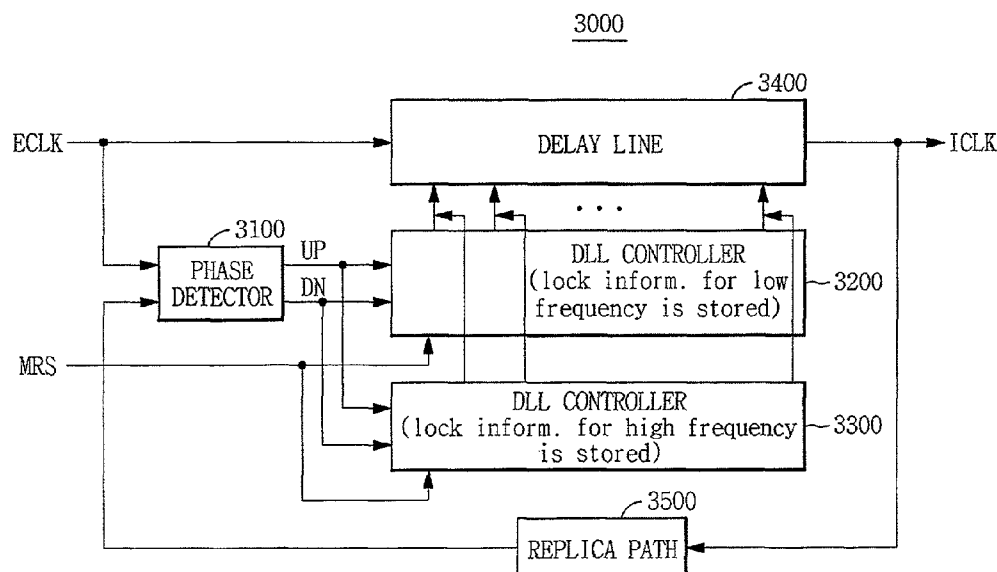 3000
3400
ECLK
DELAY LINE
ICLK
. . .
3100
UP
DN
PHASE
DETECTOR
DLL CONTROLLER
(lock inform. for low
frequency is stored)
3200
MRS
DLL CONTROLLER
(lock inform. for high frequency
is stored)
3300
3500
REPLICA PATH